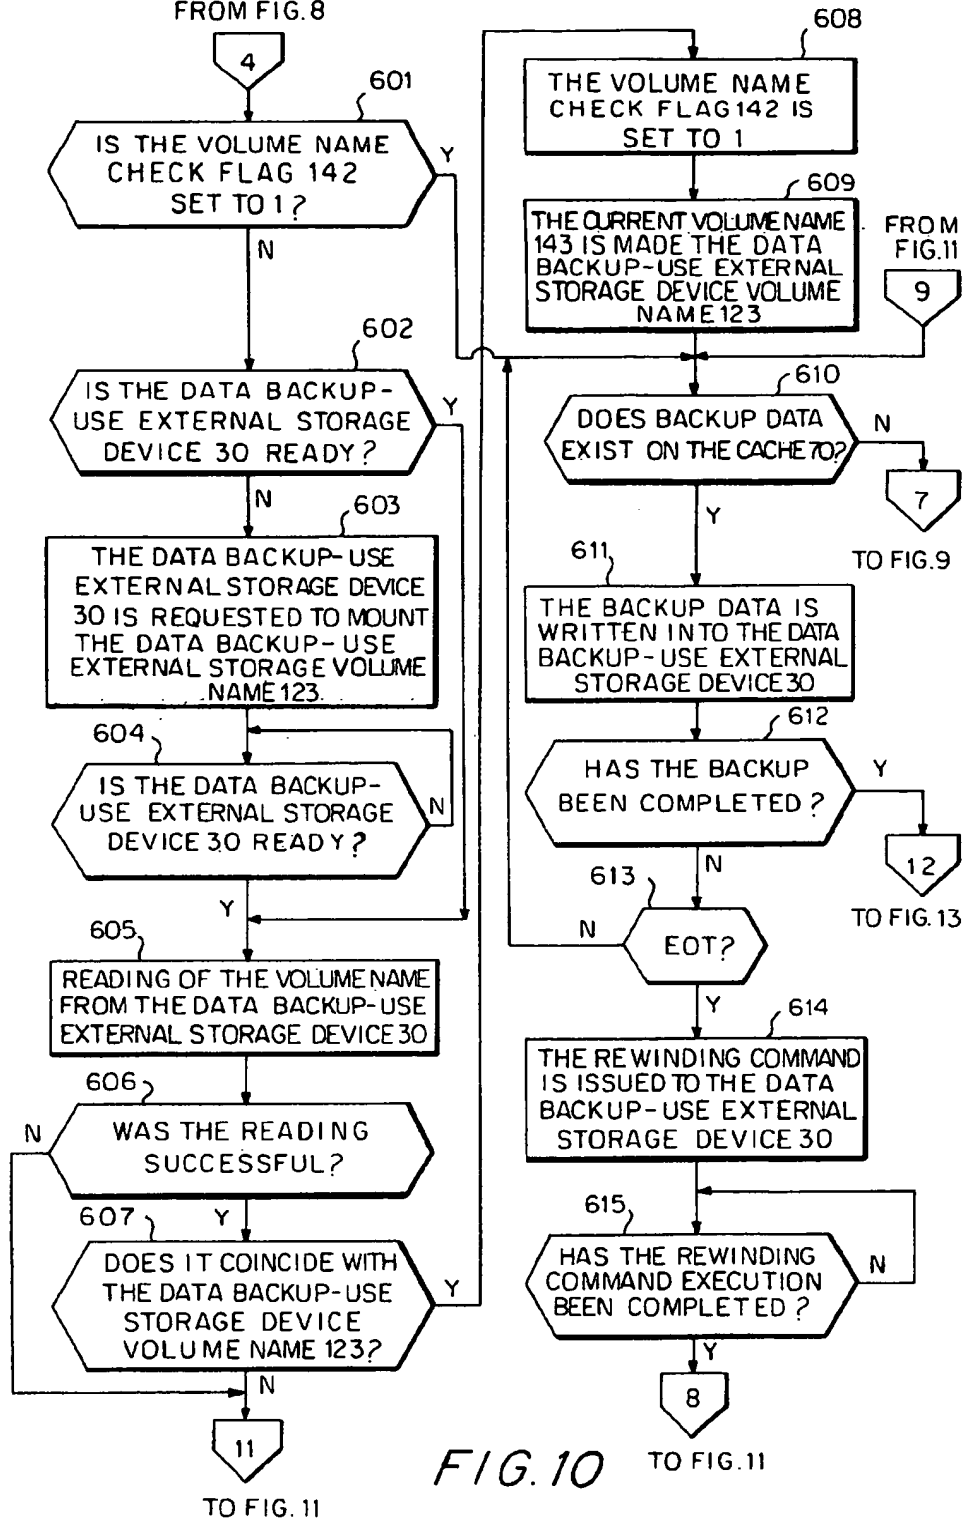 FROM FIG.8
4
601
IS THE VOLUME NAME
CHECK FLAG 142
SET TO 1?
Y
N
602
IS THE DATA BACKUP-
USE EXTERNAL STORAGE
DEVICE 30 READY?
Y
N
603
THE DATA BACKUP-USE
EXTERNAL STORAGE DEVICE
30 IS REQUESTED TO MOUNT
THE DATA BACKUP-USE
EXTERNAL STORAGE VOLUME
NAME 123.
604
IS THE DATA BACKUP-
USE EXTERNAL STORAGE
DEVICE 30 READY?
N
Y
605
READING OF THE VOLUME NAME
FROM THE DATA BACKUP-USE
EXTERNAL STORAGE DEVICE 30
606
WAS THE READING
SUCCESSFUL?
N
Y
607
DOES IT COINCIDE WITH
THE DATA BACKUP-USE
STORAGE DEVICE
VOLUME NAME 123?
Y
N
11
TO FIG. 11
608
THE VOLUME NAME
CHECK FLAG 142 IS
SET TO 1
609
THE CURRENT VOLUME NAME
143 IS MADE THE DATA
BACKUP-USE EXTERNAL
STORAGE DEVICE VOLUME
NAME 123
FROM
FIG.11
9
610
DOES BACKUP DATA
EXIST ON THE CACHE 70?
N
7
TO FIG.9
Y
611
THE BACKUP DATA IS
WRITTEN INTO THE DATA
BACKUP-USE EXTERNAL
STORAGE DEVICE 30
612
HAS THE BACKUP
BEEN COMPLETED?
Y
12
TO FIG.13
N
613
EOT?
N
Y
614
THE REWINDING COMMAND
IS ISSUED TO THE DATA
BACKUP-USE EXTERNAL
STORAGE DEVICE 30
615
HAS THE REWINDING
COMMAND EXECUTION
BEEN COMPLETED?
N
Y
8
TO FIG.11
FIG.10